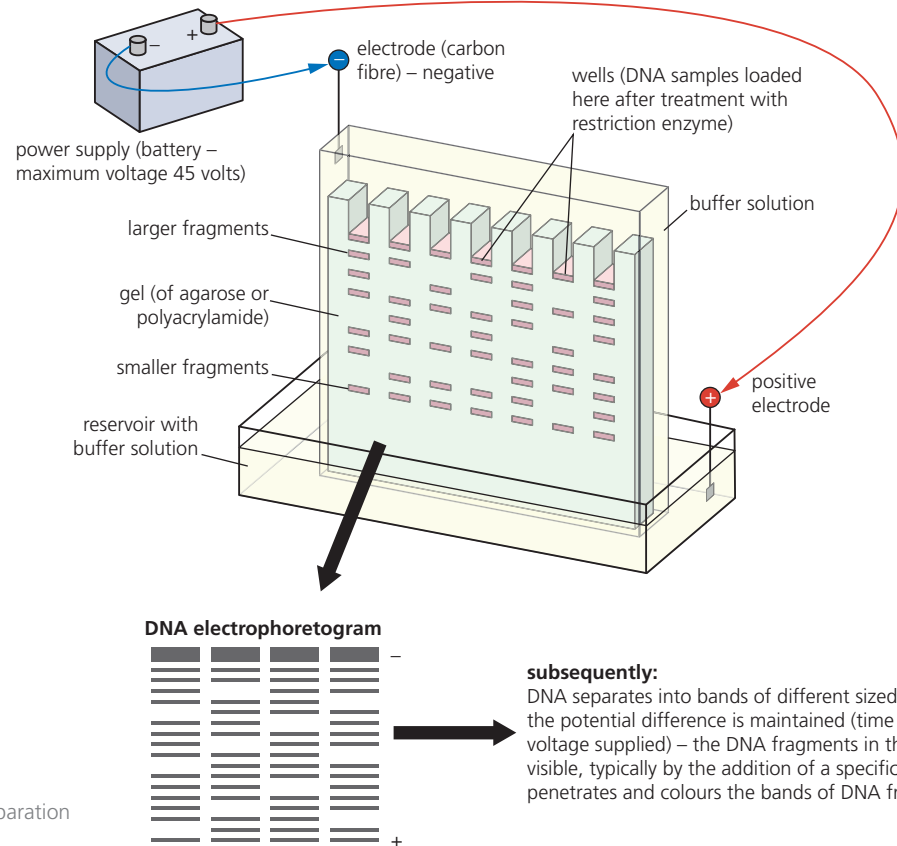 – +
electrode (carbon
fibre) – negative
–
wells (DNA samples loaded
here after treatment with
restriction enzyme)
power supply (battery –
maximum voltage 45 volts)
buffer solution
larger fragments
gel (of agarose or
polyacrylamide)
smaller fragments
+
positive
electrode
reservoir with
buffer solution
DNA electrophoretogram
–
+
subsequently:
DNA separates into bands of different sized
the potential difference is maintained (time
voltage supplied) – the DNA fragments in
visible, typically by the addition of a specific
penetrates and colours the bands of DNA